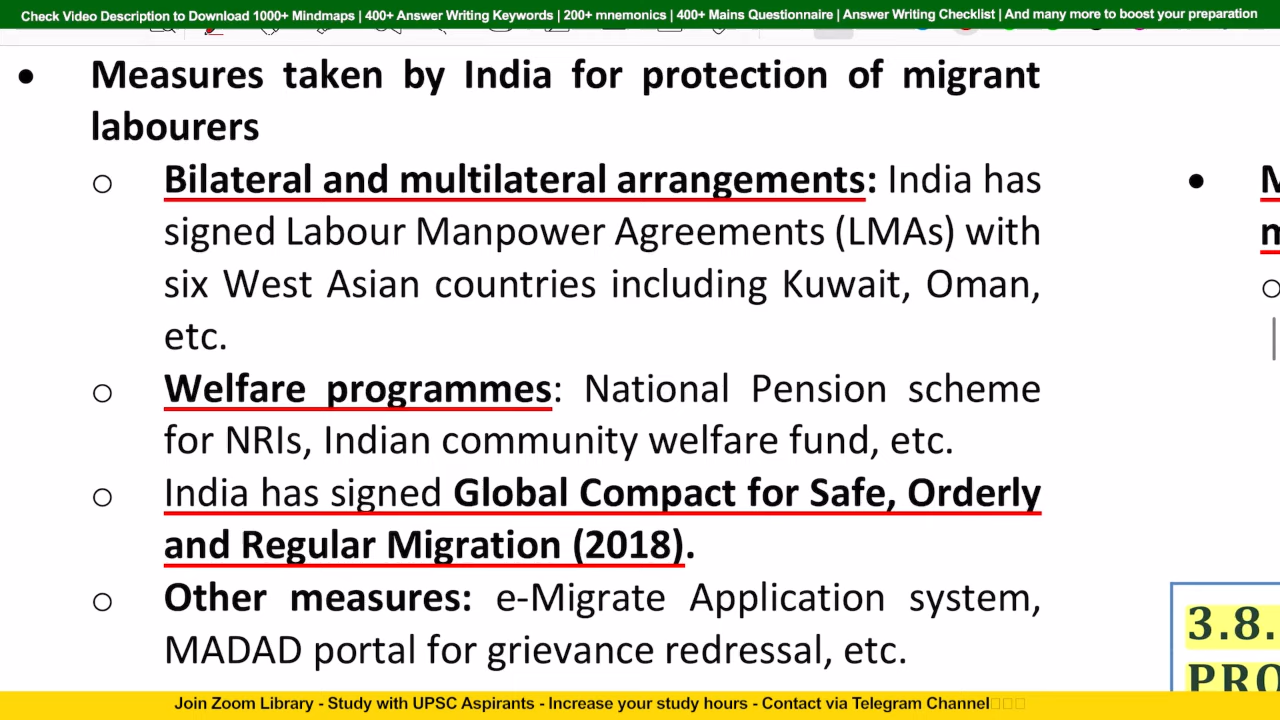 Check Video Description to Download 1000+ Mindmaps | 400+ Answer Writing Keywords | 200+ mnemonics | 400+ Mains Questionnaire | Answer Writing Checklist | And many more to boost your preparation
• Measures taken by India for protection of migrant
labourers
○ Bilateral and multilateral arrangements: India has
signed Labour Manpower Agreements (LMAs) with
six West Asian countries including Kuwait, Oman,
etc.
○ Welfare programmes: National Pension scheme
for NRIs, Indian community welfare fund, etc.
○ India has signed Global Compact for Safe, Orderly
and Regular Migration (2018).
○ Other measures: e-Migrate Application system,
MADAD portal for grievance redressal, etc.
3.8.
PRO
Join Zoom Library - Study with UPSC Aspirants - Increase your study hours - Contact via Telegram Channel